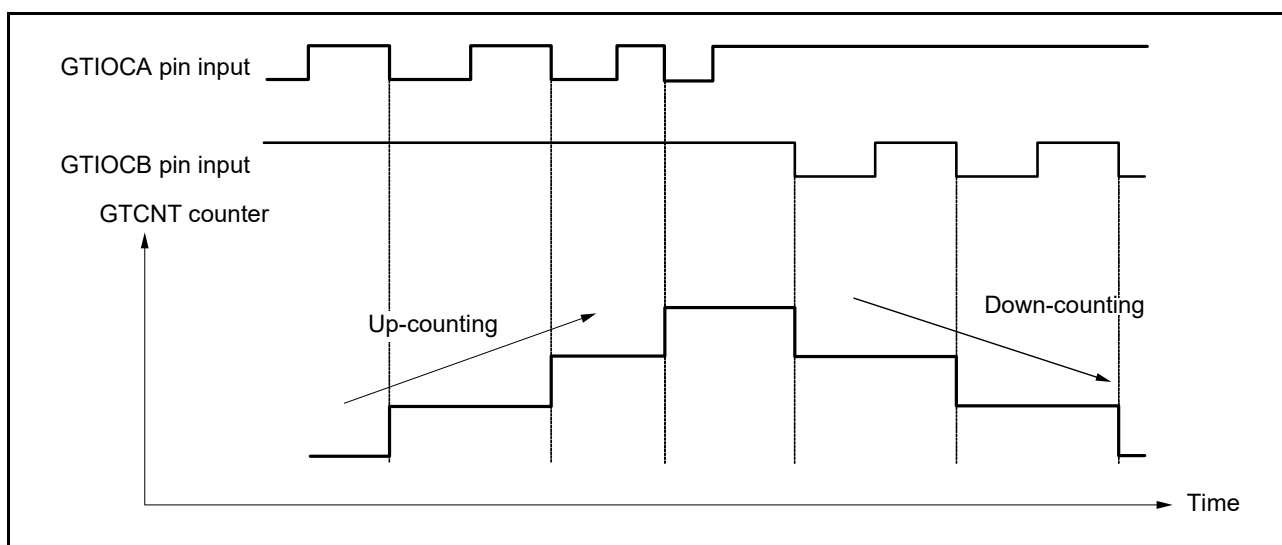 GTIOCA pin input
GTIOCB pin input
GTCNT counter
Up-counting
Down-counting
Time